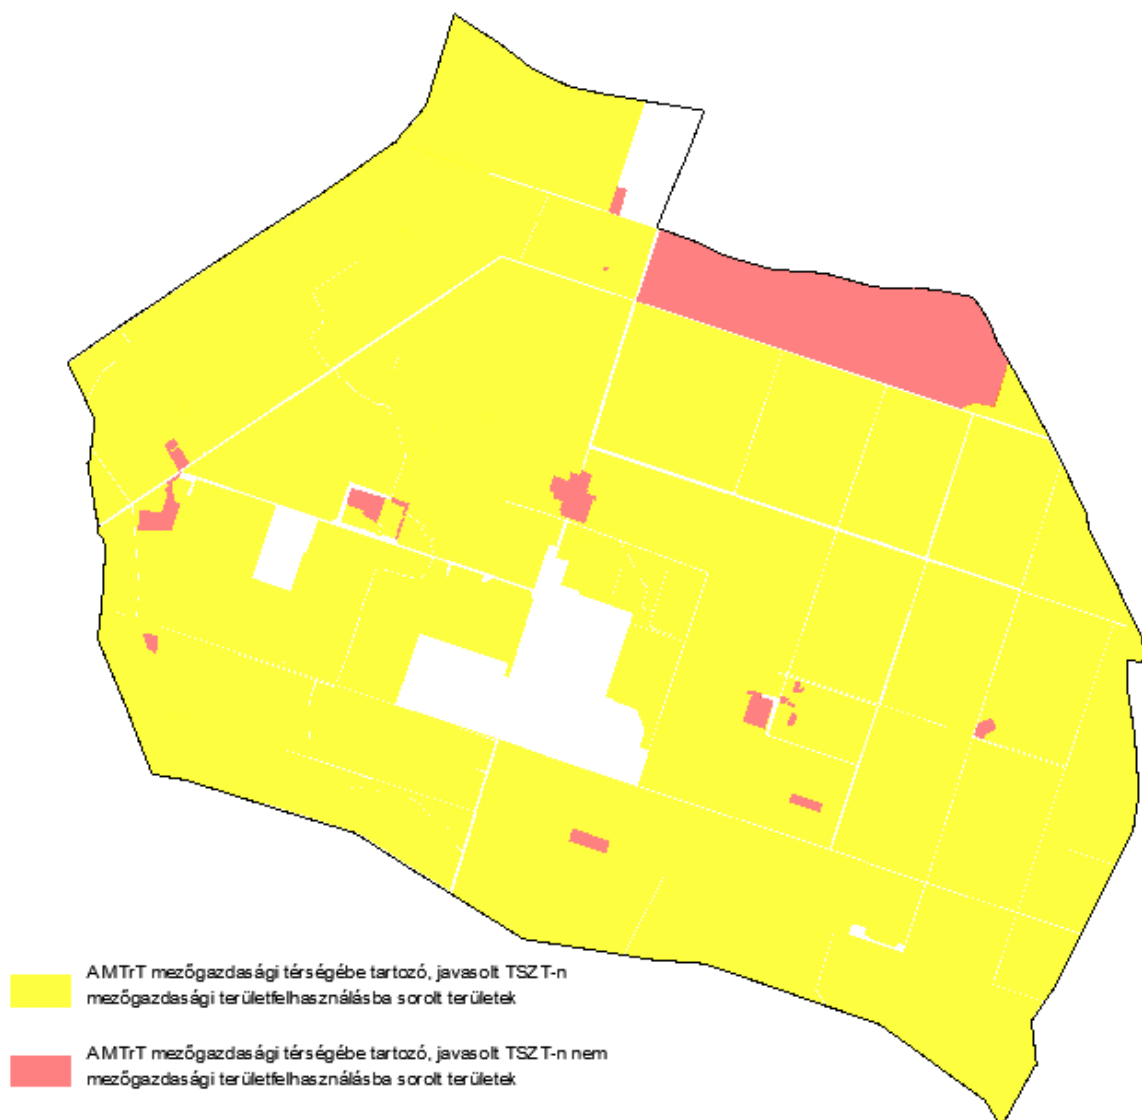 AMTrT mezőgazdasági térségébe tartozó, javasolt TSZT-n
mezőgazdasági területfelhasználásba sorolt területek
AMTrT mezőgazdasági térségébe tartozó, javasolt TSZT-n nem
mezőgazdasági területfelhasználásba sorolt területek